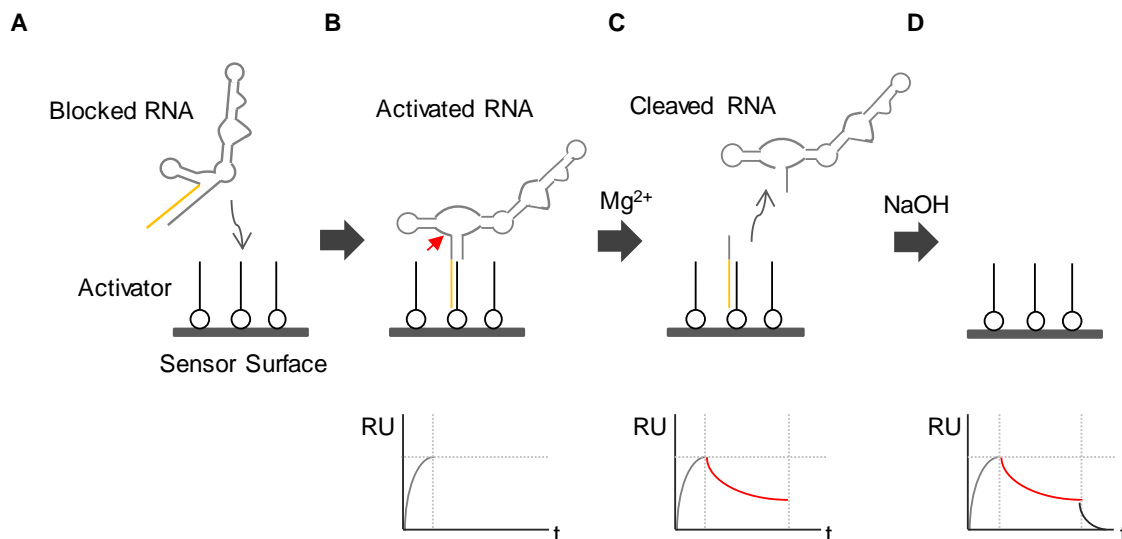 A
B
C
D
Blocked RNA
Activated RNA
Cleaved RNA
Mg²⁺
NaOH
Activator
Sensor Surface
RU
t
RU
t
RU
t